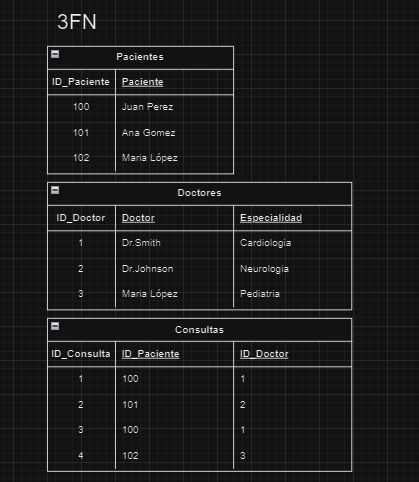 3FN
Pacientes
ID_Paciente Paciente
100 Juan Perez
101 Ana Gomez
102 Maria López
Doctores
ID_Doctor Doctor Especialidad
1 Dr.Smith Cardiologia
2 Dr.Johnson Neurologia
3 Maria López Pediatria
Consultas
ID_Consulta ID_Paciente ID_Doctor
1 100 1
2 101 2
3 100 1
4 102 3